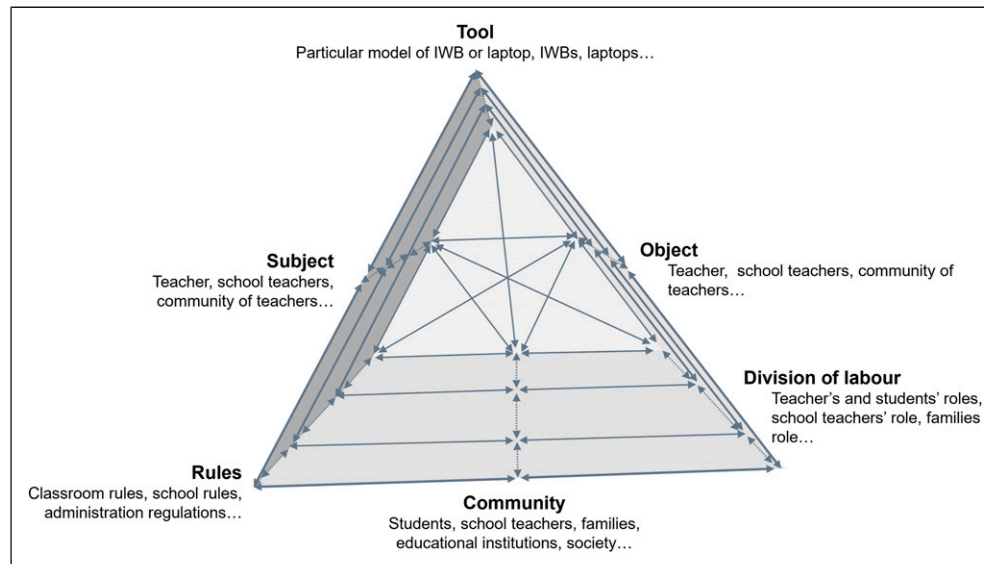 Tool
Particular model of IWB or laptop, IWBs, laptops…
Subject
Teacher, school teachers,
community of teachers…
Object
Teacher,  school teachers, community of
teachers…
Division of labour
Teacher's and students' roles,
school teachers' role, families
role…
Rules
Classroom rules, school rules,
administration regulations…
Community
Students, school teachers, families,
educational institutions, society…